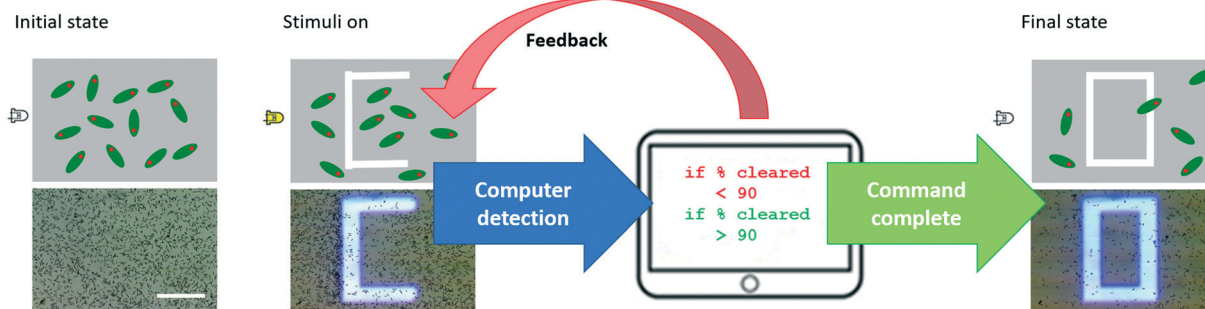 Initial state
Stimuli on
Feedback
Final state
Computer
detection
if % cleared
< 90
if % cleared
> 90
Command
complete